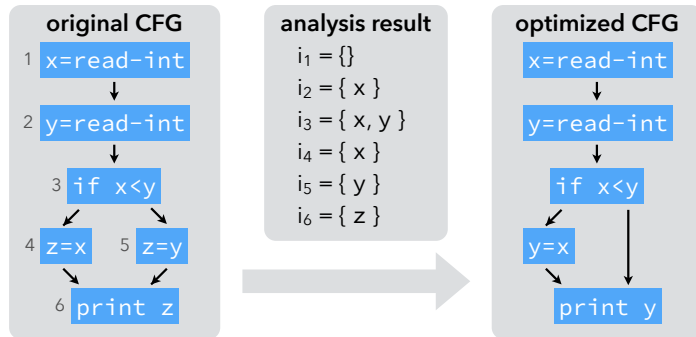 original CFG
1 x=read-int
2 y=read-int
3 if x<y
4 z=x 5 z=y
6 print z
analysis result
i₁ = {}
i₂ = { x }
i₃ = { x, y }
i₄ = { x }
i₅ = { y }
i₆ = { z }
optimized CFG
x=read-int
y=read-int
if x<y
y=x
print y